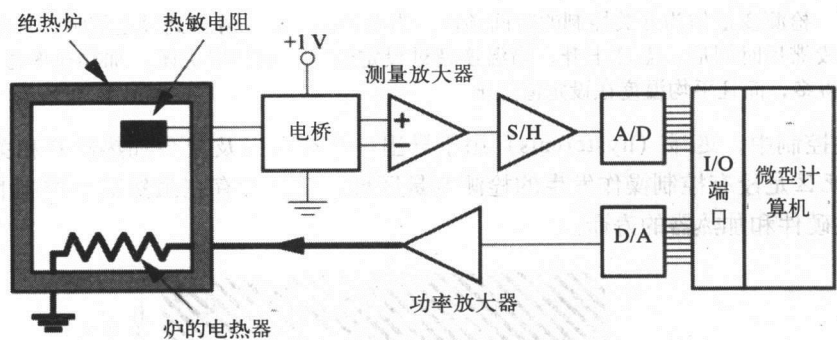 绝热炉
热敏电阻
+1 V
测量放大器
电桥
+
S/H
A/D
I/O
端口
微型计
算机
D/A
功率放大器
炉的电热器